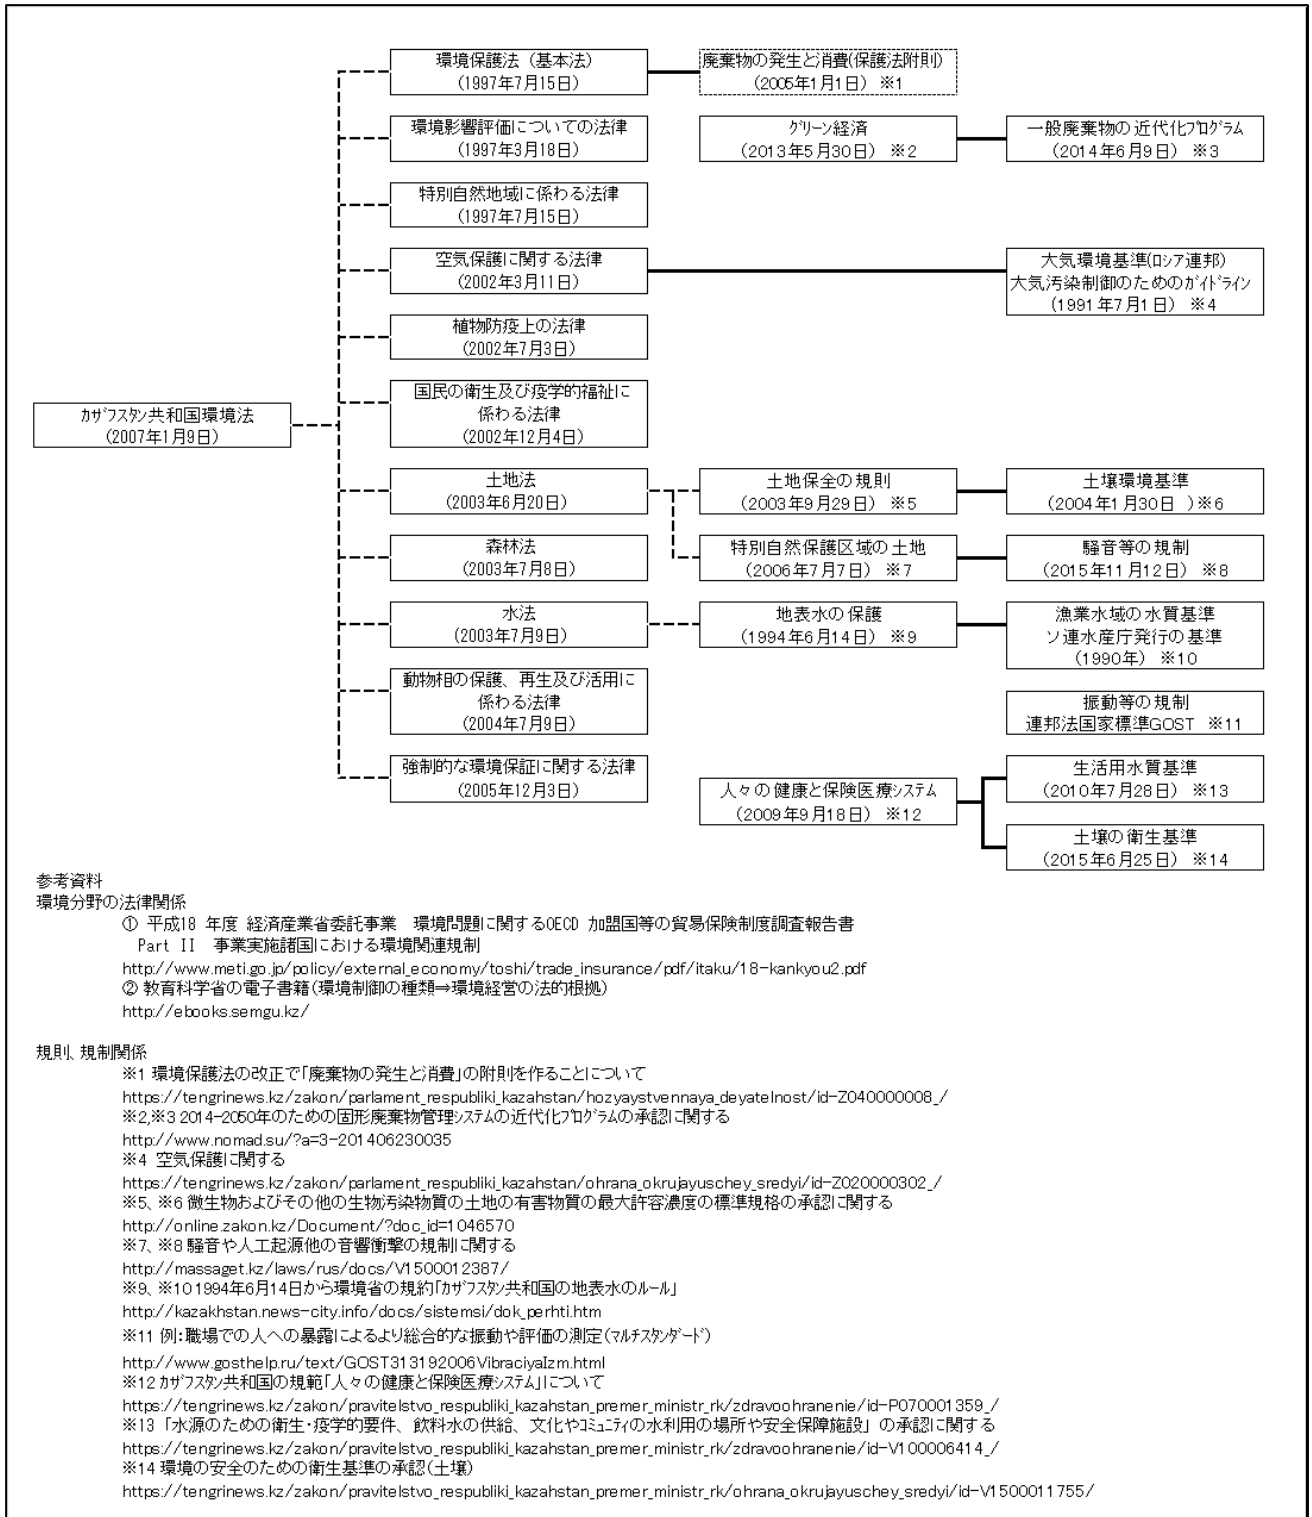 環境保護法（基本法）
（1997年7月15日）
廃棄物の発生と消費(保護法附則)
（2005年1月1日） ※1
環境影響評価についての法律
（1997年3月18日）
グリーン経済
（2013年5月30日） ※2
一般廃棄物の近代化プログラム
（2014年6月9日） ※3
特別自然地域に係わる法律
（1997年7月15日）
空気保護に関する法律
（2002年3月11日）
大気環境基準(ロシア連邦)
大気汚染制御のためのガイドライン
（1991年7月1日） ※4
植物防疫上の法律
（2002年7月3日）
国民の衛生及び疫学的福祉に
係わる法律
（2002年12月4日）
カザフスタン共和国環境法
（2007年1月9日）
土地法
（2003年6月20日）
土地保全の規則
（2003年9月29日） ※5
土壌環境基準
（2004年1月30日 ）※6
森林法
（2003年7月8日）
特別自然保護区域の土地
（2006年7月7日） ※7
騒音等の規制
（2015年11月12日） ※8
水法
（2003年7月9日）
地表水の保護
（1994年6月14日） ※9
漁業水域の水質基準
ソ連水産庁発行の基準
（1990年） ※10
動物相の保護、再生及び活用に
係わる法律
（2004年7月9日）
振動等の規制
連邦法国家標準GOST ※11
強制的な環境保証に関する法律
（2005年12月3日）
人々の健康と保険医療システム
（2009年9月18日） ※12
生活用水質基準
（2010年7月28日） ※13
土壌の衛生基準
（2015年6月25日） ※14
参考資料
環境分野の法律関係
① 平成18 年度 経済産業省委託事業 環境問題に関するOECD 加盟国等の貿易保険制度調査報告書
Part II 事業実施諸国における環境関連規制
http://www.meti.go.jp/policy/external_economy/toshi/trade_insurance/pdf/itaku/18-kankyou2.pdf
② 教育科学省の電子書籍(環境制御の種類⇒環境経営の法的根拠)
http://ebooks.semgu.kz/
規則、規制関係
※1 環境保護法の改正で「廃棄物の発生と消費」の附則を作ることについて
https://tengrinews.kz/zakon/parlament_respubliki_kazahstan/hozyaystvennaya_deyatelnost/id-Z040000008_/
※2,※3 2014-2050年のための固形廃棄物管理システムの近代化プログラムの承認に関する
http://www.nomad.su/?a=3-201406230035
※4 空気保護に関する
https://tengrinews.kz/zakon/parlament_respubliki_kazahstan/ohrana_okrujayuschey_sredyi/id-Z020000302_/
※5、※6 微生物およびその他の生物汚染物質の土地の有害物質の最大許容濃度の標準規格の承認に関する
http://online.zakon.kz/Document/?doc_id=1046570
※7、※8 騒音や人工起源他の音響衝撃の規制に関する
http://massaget.kz/laws/rus/docs/V1500012387/
※9、※10 1994年6月14日から環境省の規約「カザフスタン共和国の地表水のルール」
http://kazakhstan.news-city.info/docs/sistemsi/dok_perhti.htm
※11 例：職場での人への暴露によるより総合的な振動や評価の測定(マルチスタンダード)
http://www.gosthelp.ru/text/GOST313192006VibraciyaIzm.html
※12 カザフスタン共和国の規範「人々の健康と保険医療システム」について
https://tengrinews.kz/zakon/pravitelstvo_respubliki_kazahstan_premer_ministr_rk/zdravoohranenie/id-P070001359_/
※13 「水源のための衛生・疫学的要件、飲料水の供給、文化やコミュニティの水利用の場所や安全保障施設」 の承認に関する
https://tengrinews.kz/zakon/pravitelstvo_respubliki_kazahstan_premer_ministr_rk/zdravoohranenie/id-V100006414_/
※14 環境の安全のための衛生基準の承認(土壌)
https://tengrinews.kz/zakon/pravitelstvo_respubliki_kazahstan_premer_ministr_rk/ohrana_okrujayuschey_sredyi/id-V1500011755/